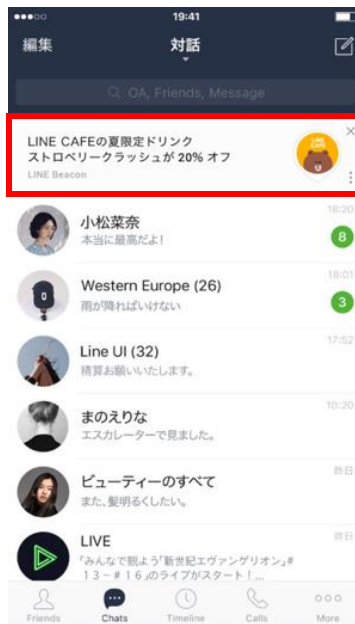 19:41
編集
対話
OA, Friends, Message
LINE CAFEの夏限定ドリンク
ストロベリークラッシュが 20% オフ
LINE Beacon
LINE
CAFE
小松菜奈
18:20
本当に最高だよ!
8
Western Europe (26)
18:01
雨が降ればいけない
3
Line UI (32)
17:52
精算お願いいたします。
まのえりな
10:20
エスカレーターで見ました。
ビューティーのすべて
昨日
また、髪明るくしたい。
LIVE
昨日
「みんなで観よう「新世紀エヴァンゲリオン」#
13-#16」のライブがスタート!...
Friends
Chats
Timeline
Calls
More